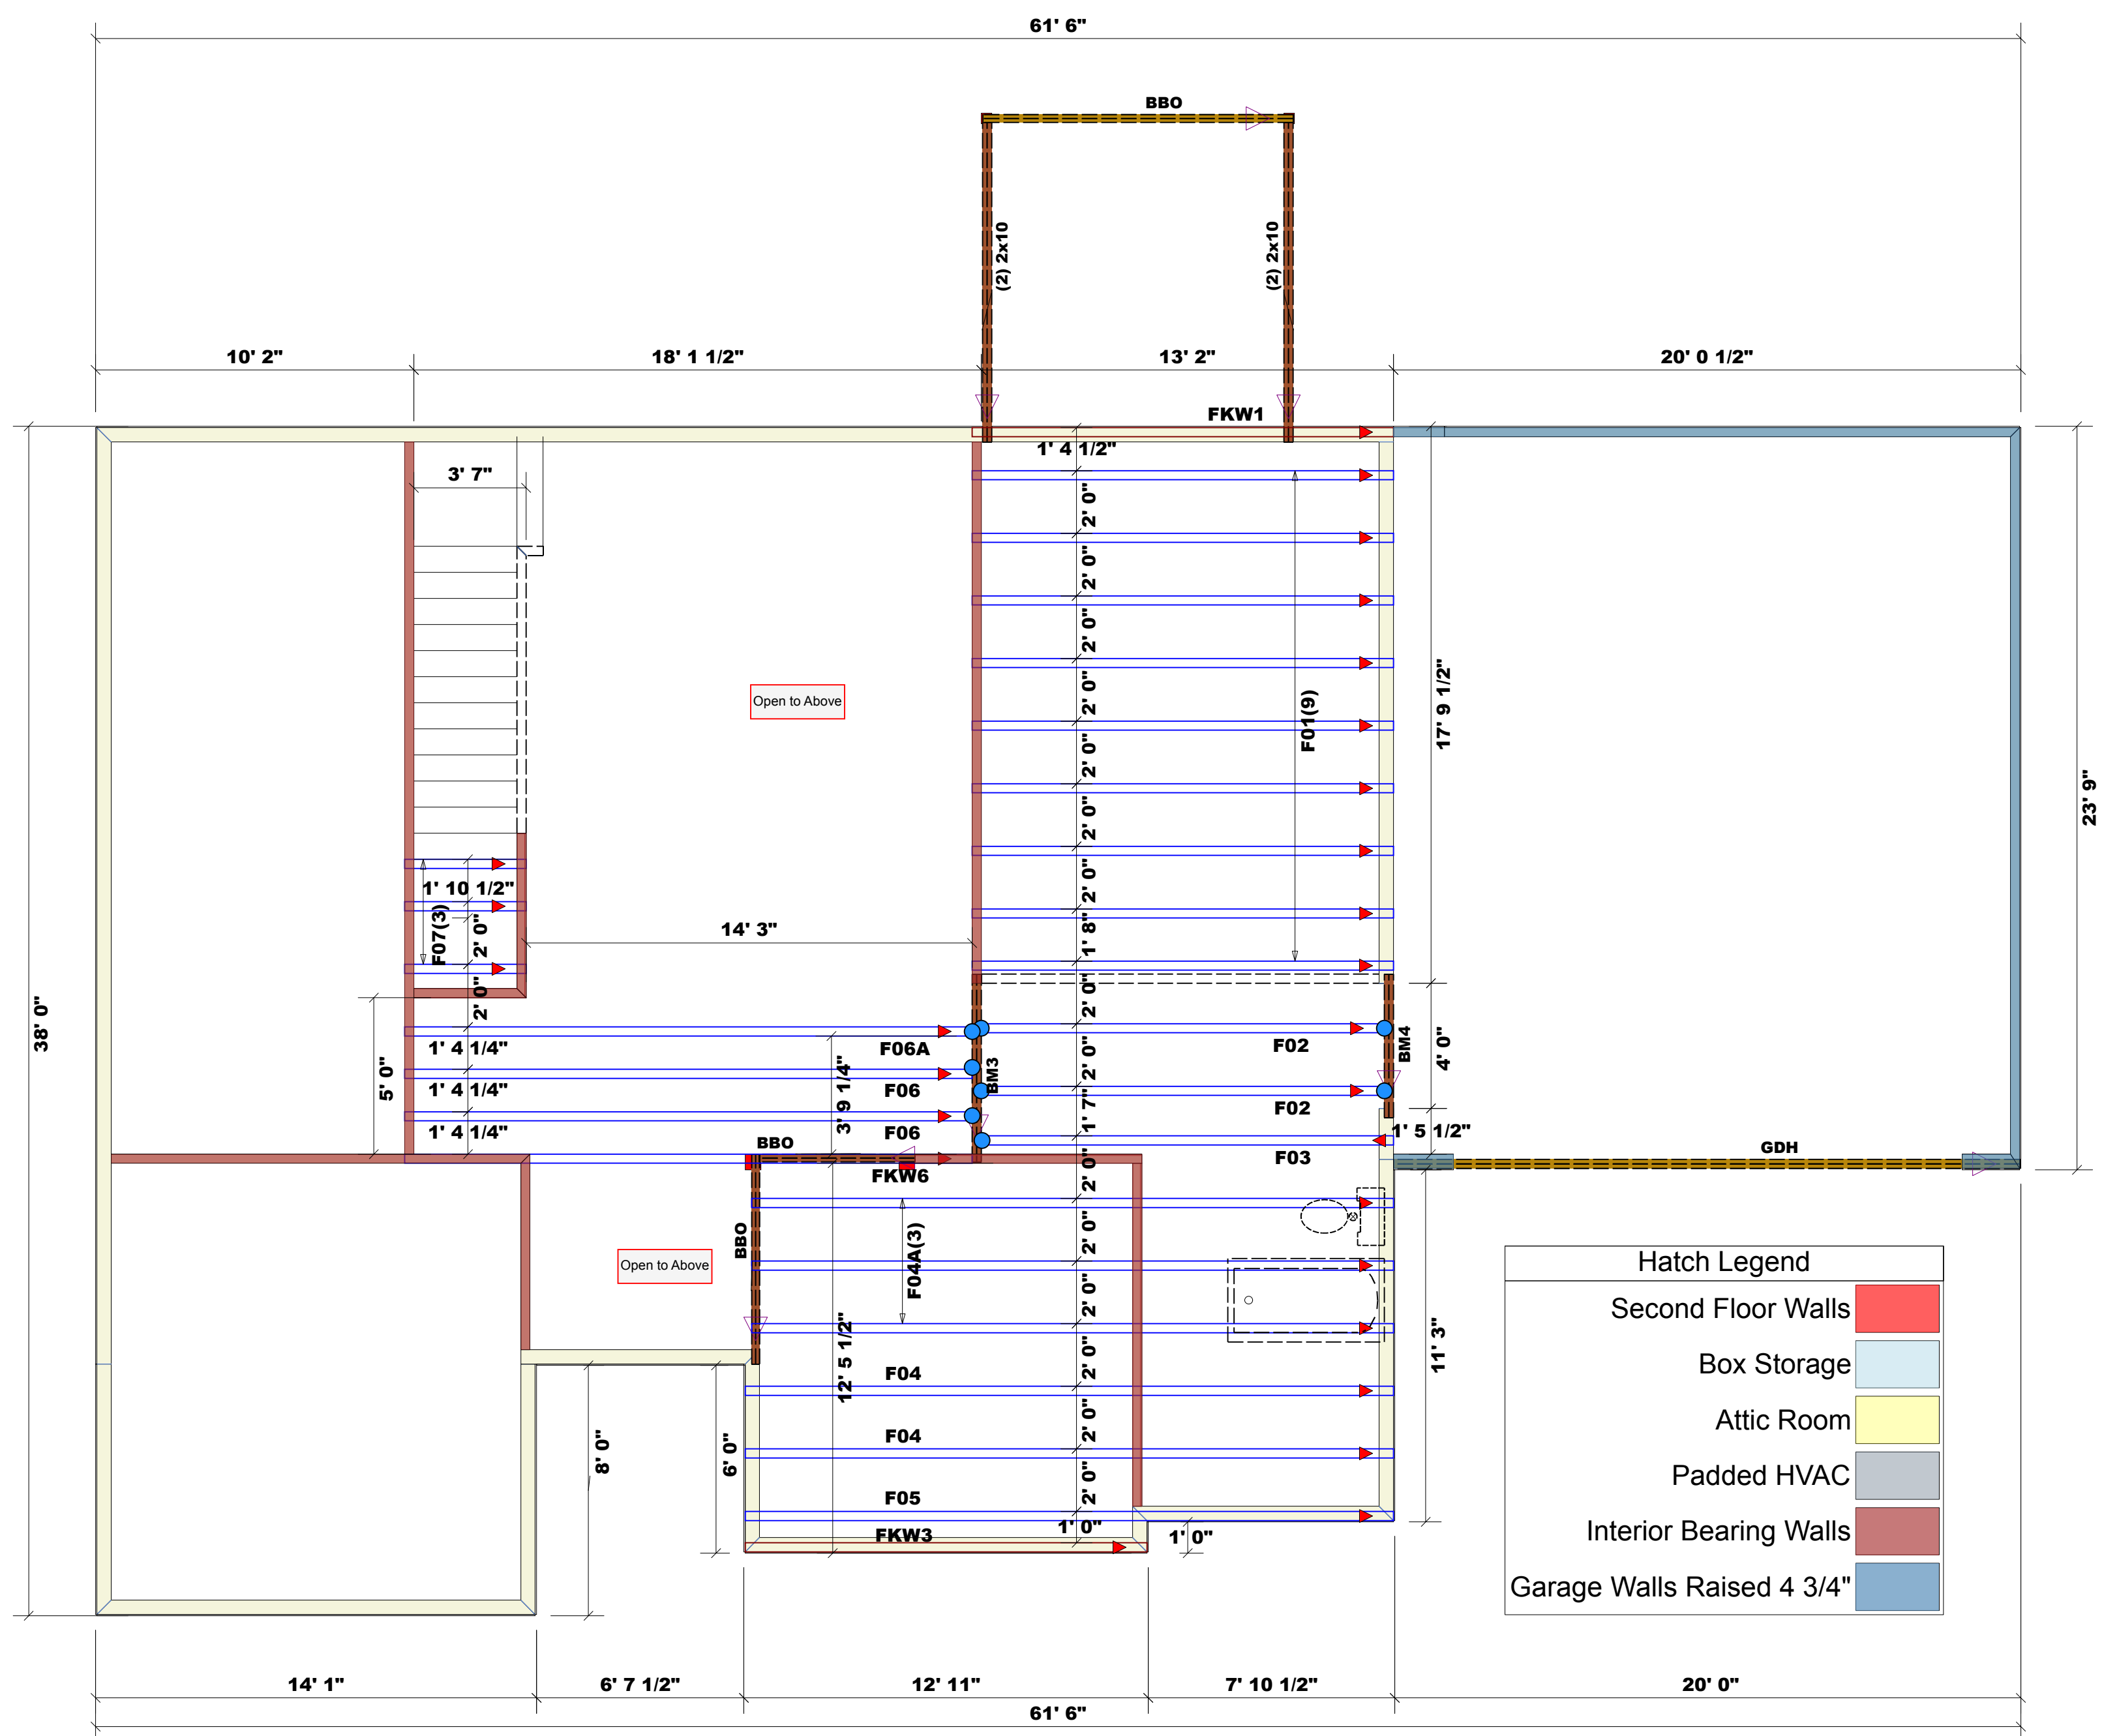 61' 6"
BBO
(2) 2x10
(2) 2x10
10' 2"
18' 1 1/2"
13' 2"
20' 0 1/2"
FKW1
1' 4 1/2"
3' 7"
2' 0"
2' 0"
2' 0"
2' 0"
2' 0"
2' 0"
2' 0"
1' 8"
2' 0"
2' 0"
1' 7"
2' 0"
2' 0"
2' 0"
2' 0"
2' 0"
2' 0"
1' 0"
Open to Above
F01(9)
17' 9 1/2"
23' 9"
1' 10 1/2"
F07(3)
2' 0"
2' 0"
14' 3"
38' 0"
5' 0"
1' 4 1/4"
1' 4 1/4"
1' 4 1/4"
3' 9 1/4"
F06A
F06
F06
BM3
F02
F02
F03
BM4
4' 0"
1' 5 1/2"
BBO
FKW6
GDH
BBO
F04A(3)
Open to Above
12' 5 1/2"
11' 3"
F04
F04
F05
FKW3
8' 0"
6' 0"
1' 0"
Hatch Legend
Second Floor Walls
Box Storage
Attic Room
Padded HVAC
Interior Bearing Walls
Garage Walls Raised 4 3/4"
14' 1"
6' 7 1/2"
12' 11"
7' 10 1/2"
20' 0"
61' 6"